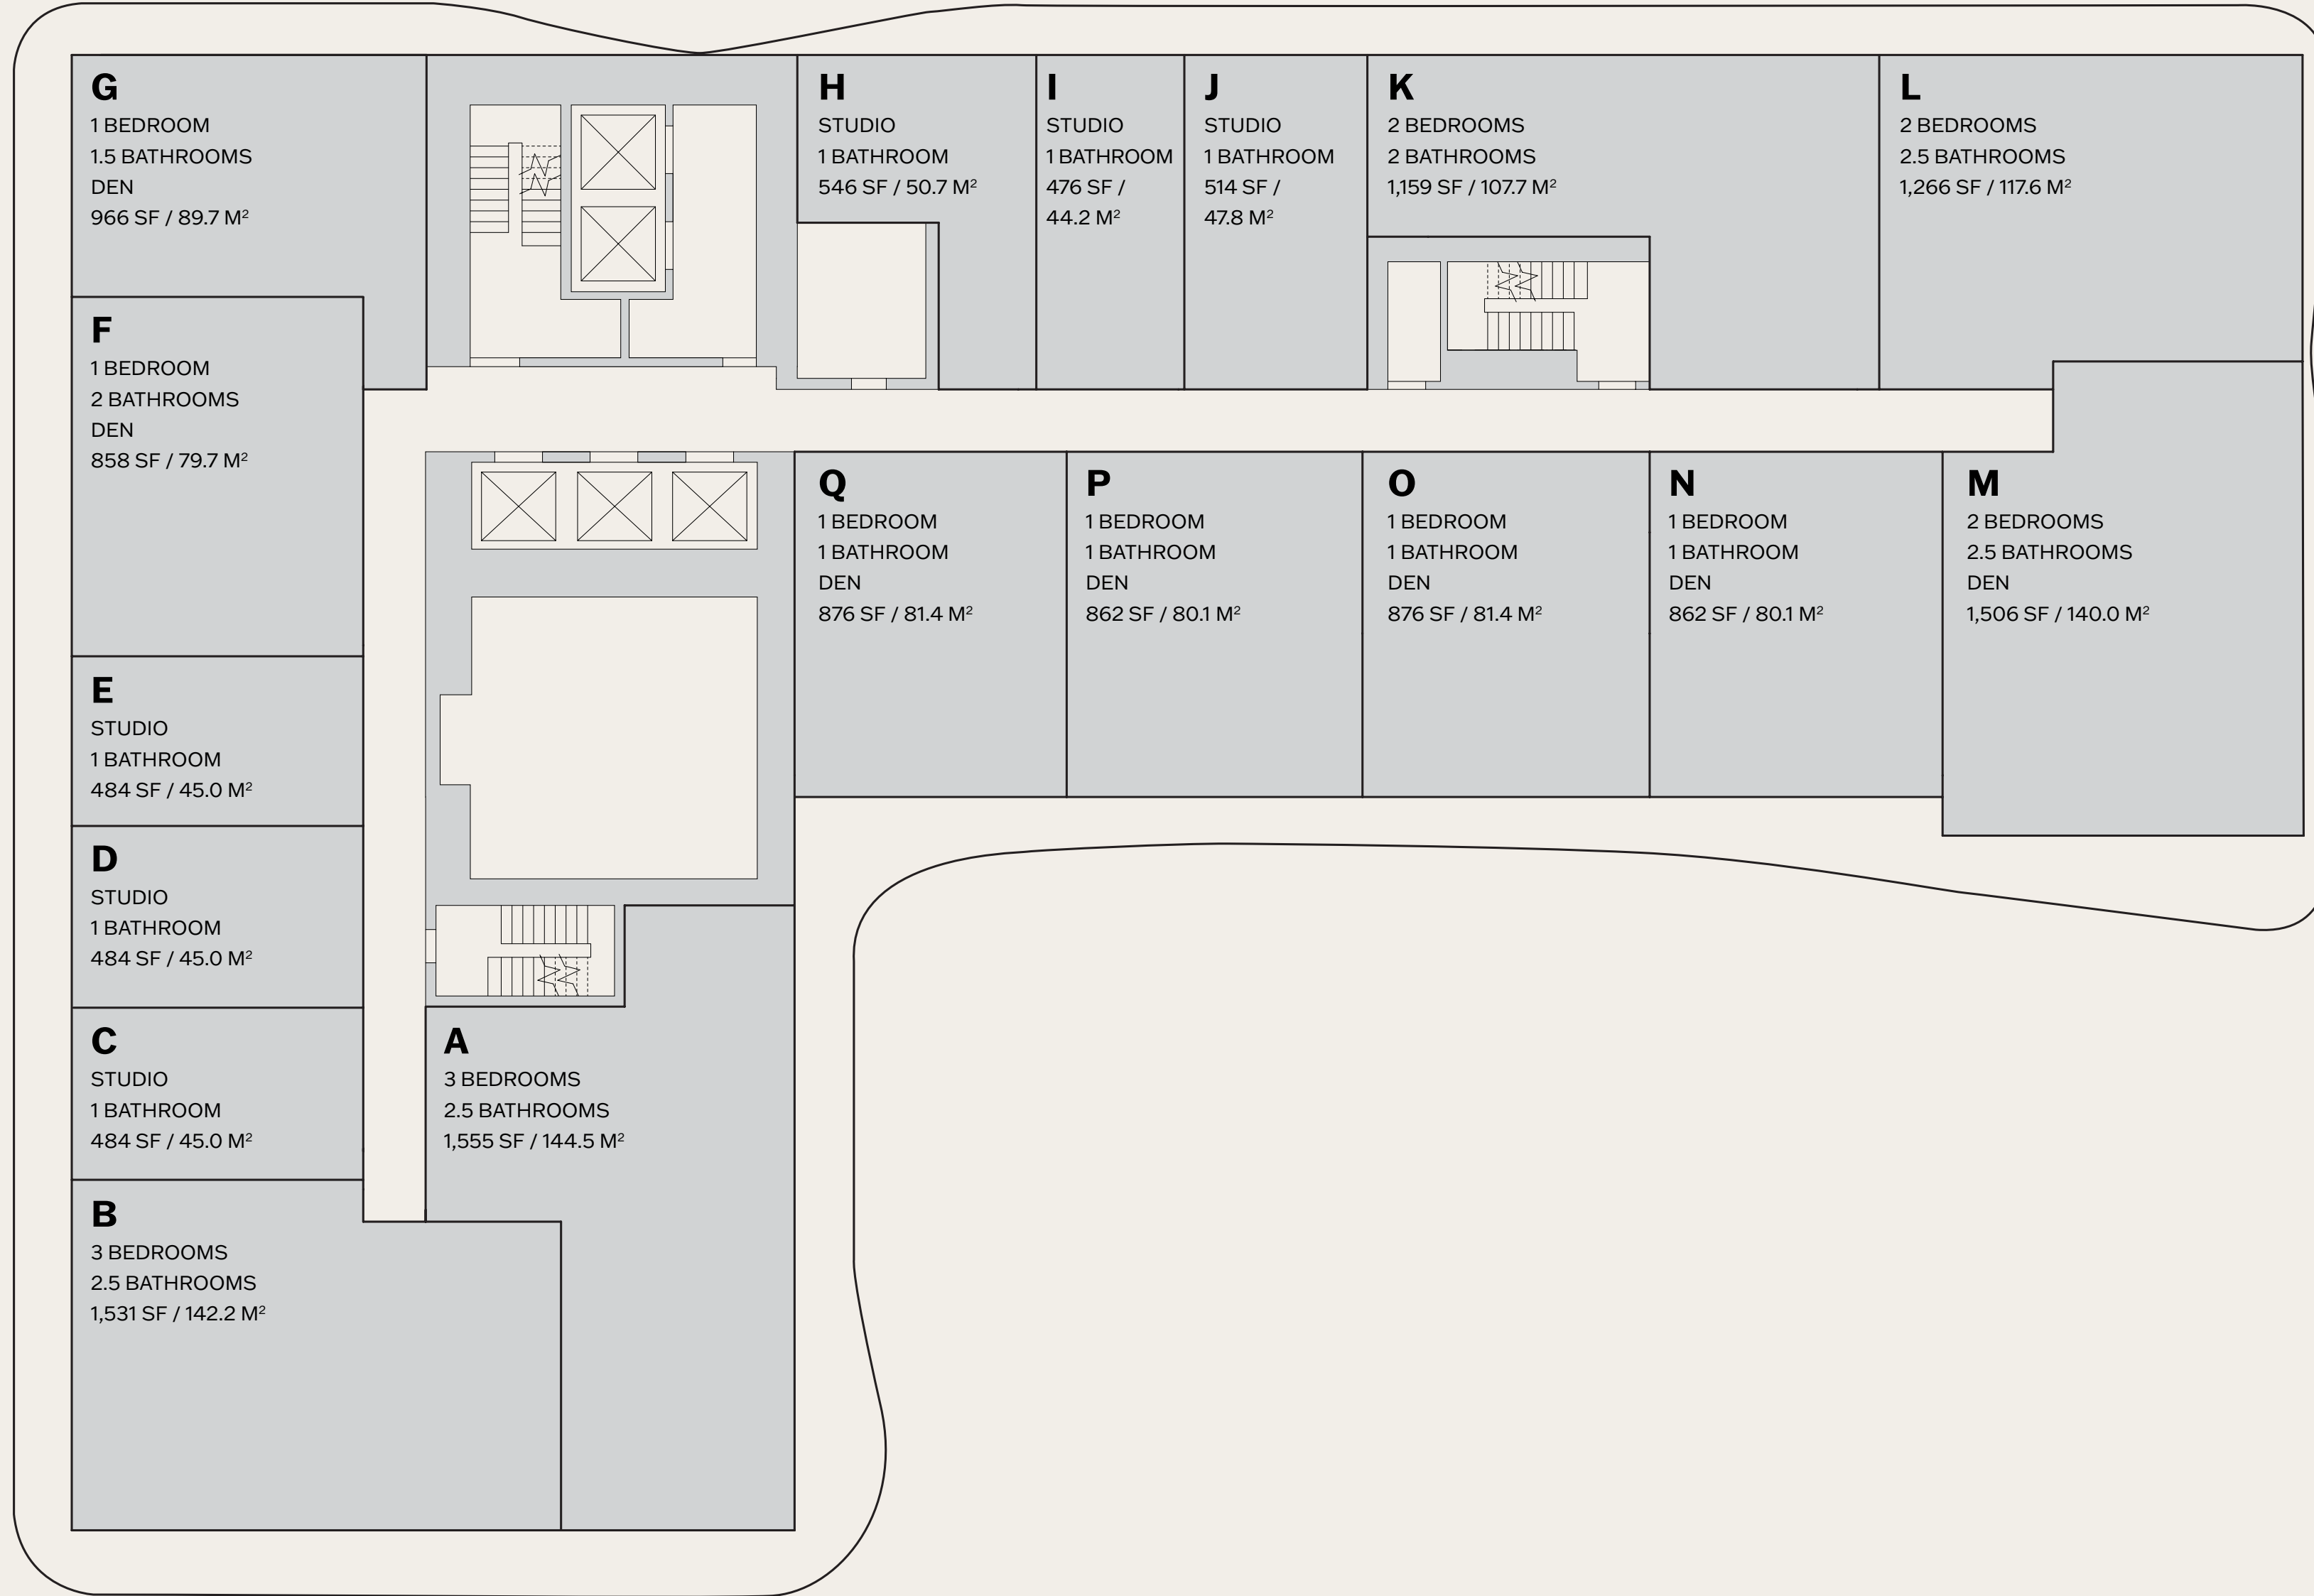 G
1 BEDROOM
1.5 BATHROOMS
DEN
966 SF / 89.7 M²
H
STUDIO
1 BATHROOM
546 SF / 50.7 M²
I
STUDIO
1 BATHROOM
476 SF /
44.2 M²
J
STUDIO
1 BATHROOM
514 SF /
47.8 M²
K
2 BEDROOMS
2 BATHROOMS
1,159 SF / 107.7 M²
L
2 BEDROOMS
2.5 BATHROOMS
1,266 SF / 117.6 M²
F
1 BEDROOM
2 BATHROOMS
DEN
858 SF / 79.7 M²
Q
1 BEDROOM
1 BATHROOM
DEN
876 SF / 81.4 M²
P
1 BEDROOM
1 BATHROOM
DEN
862 SF / 80.1 M²
O
1 BEDROOM
1 BATHROOM
DEN
876 SF / 81.4 M²
N
1 BEDROOM
1 BATHROOM
DEN
862 SF / 80.1 M²
M
2 BEDROOMS
2.5 BATHROOMS
DEN
1,506 SF / 140.0 M²
E
STUDIO
1 BATHROOM
484 SF / 45.0 M²
D
STUDIO
1 BATHROOM
484 SF / 45.0 M²
C
STUDIO
1 BATHROOM
484 SF / 45.0 M²
A
3 BEDROOMS
2.5 BATHROOMS
1,555 SF / 144.5 M²
B
3 BEDROOMS
2.5 BATHROOMS
1,531 SF / 142.2 M²